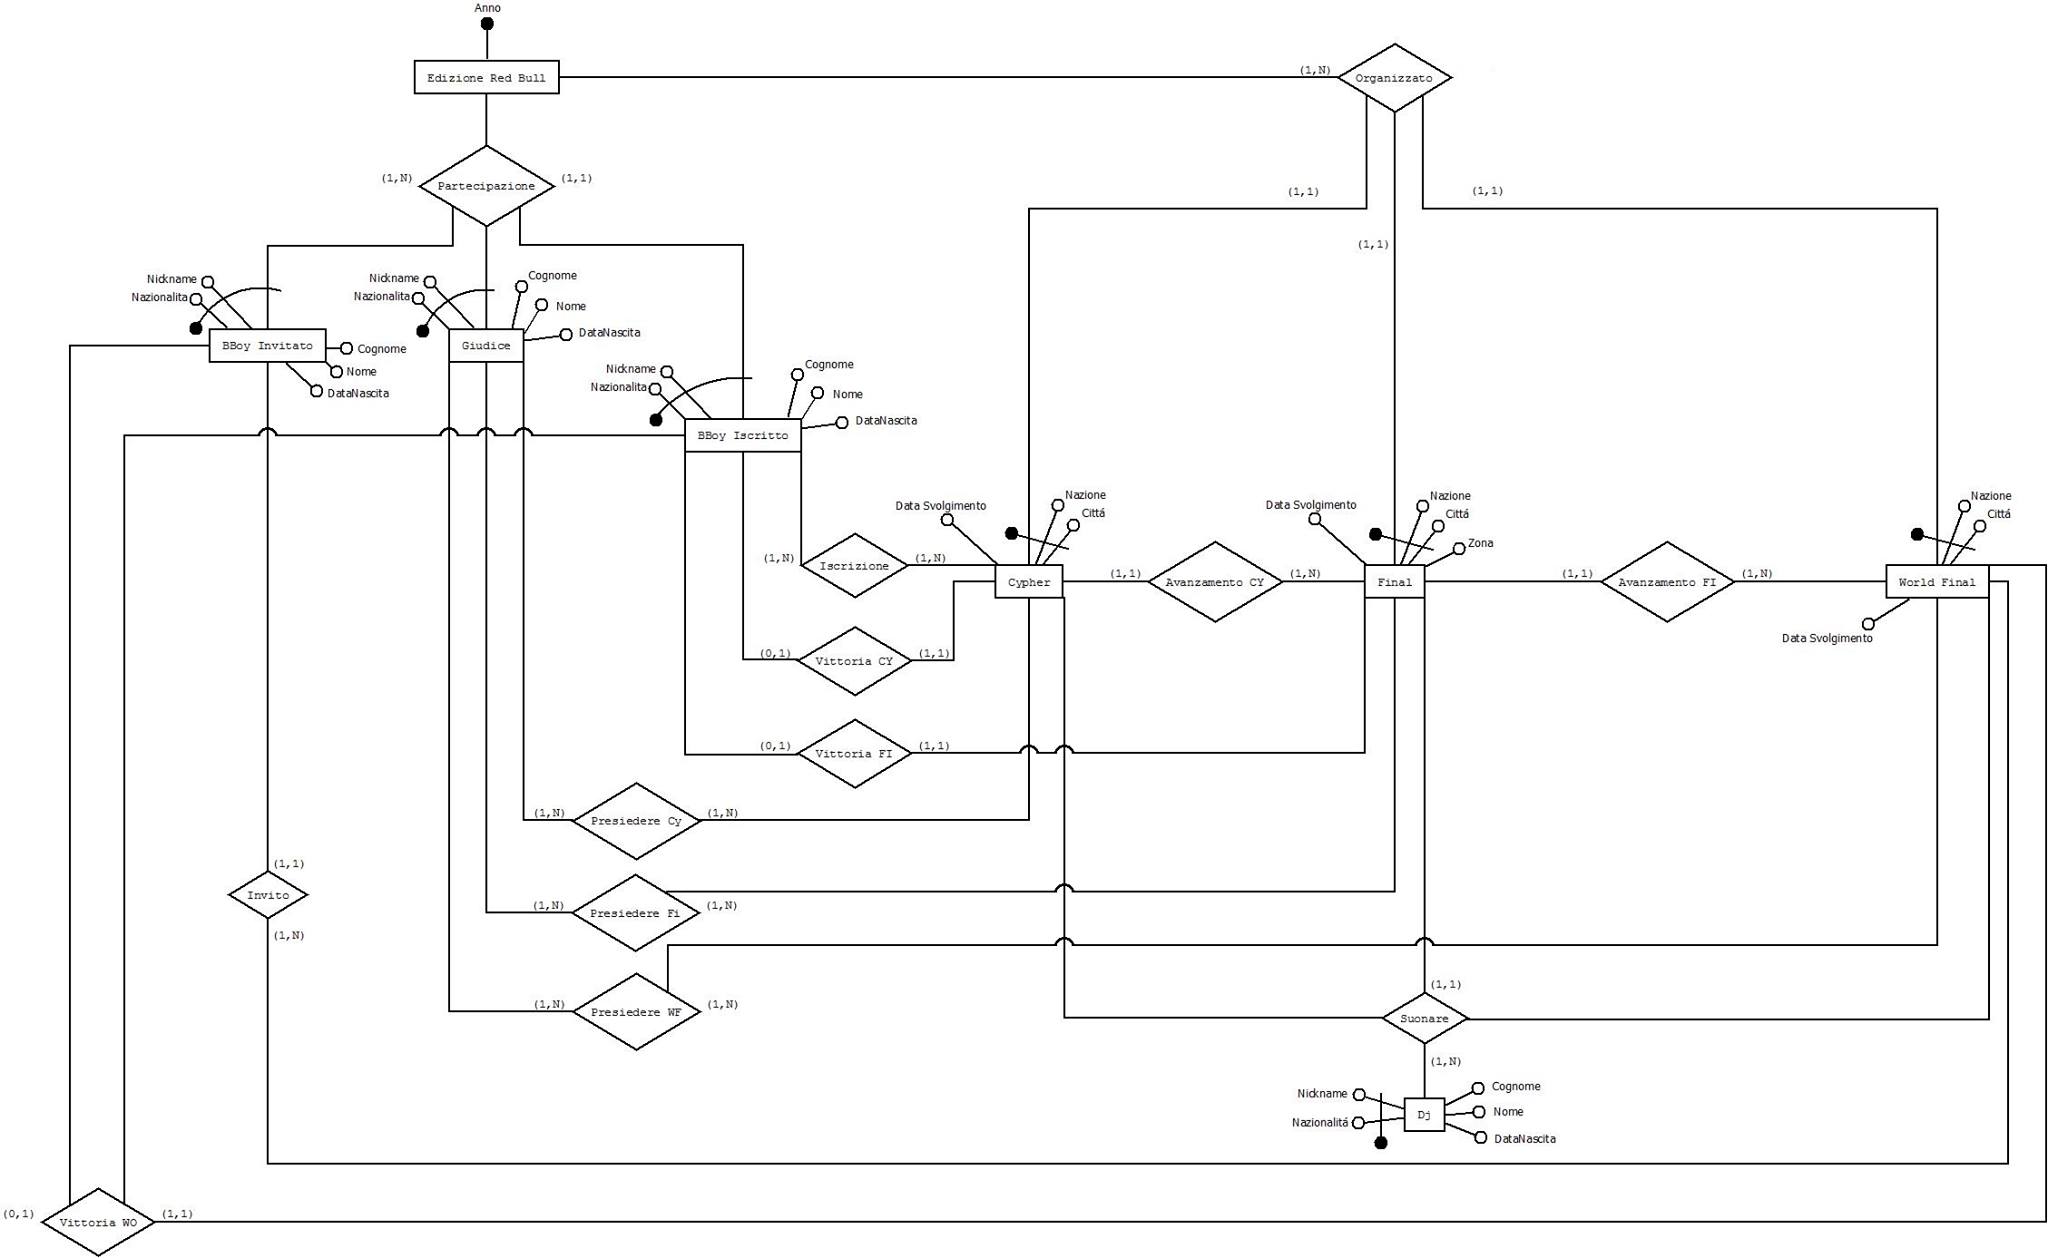 Anno
Edizione Red Bull
(1,N)
Organizzato
(1,N)
Partecipazione
(1,1)
(1,1)
(1,1)
(1,1)
Nickname
Nazionalita
BBoy Invitato
Cognome
Nome
DataNascita
Nickname
Nazionalita
Cognome
Nome
DataNascita
Giudice
Nickname
Nazionalita
Cognome
Nome
DataNascita
BBoy Iscritto
Data Svolgimento
Nazione
Cittá
Cypher
Data Svolgimento
Nazione
Cittá
Zona
Final
Nazione
Cittá
World Final
Data Svolgimento
(1,N)
Iscrizione
(1,N)
(1,1)
Avanzamento CY
(1,N)
(1,1)
Avanzamento FI
(1,N)
(0,1)
Vittoria CY
(1,1)
(0,1)
Vittoria FI
(1,1)
(1,N)
Presiedere Cy
(1,N)
(1,1)
Invito
(1,N)
(1,N)
Presiedere Fi
(1,N)
(1,N)
Presiedere WF
(1,N)
(1,1)
Suonare
(1,N)
Nickname
Nazionalitá
Dj
Cognome
Nome
DataNascita
(0,1)
Vittoria WO
(1,1)